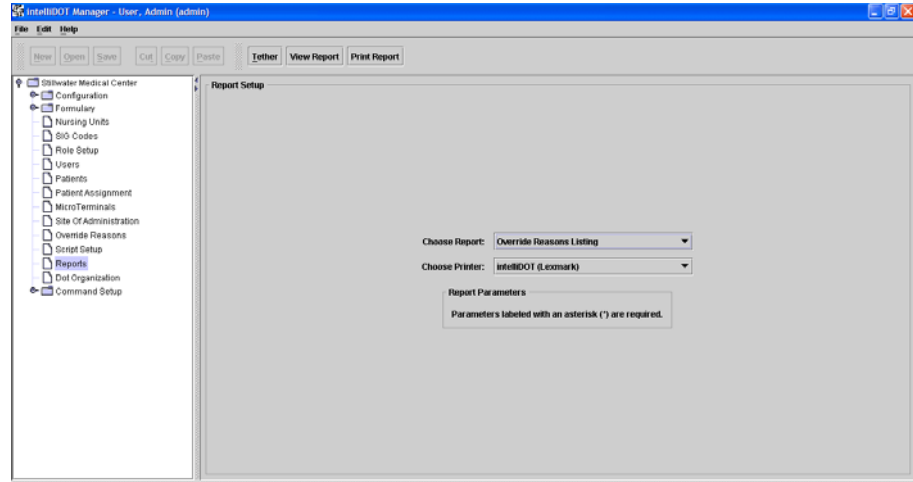 intelliDOT Manager - User, Admin (admin)
File Edit Help
New Open Save Cut Copy Paste Tether View Report Print Report
Stillwater Medical Center
Configuration
Formulary
Nursing Units
SIG Codes
Role Setup
Users
Patients
Patient Assignment
MicroTerminals
Site Of Administration
Override Reasons
Script Setup
Reports
Dot Organization
Command Setup
Report Setup
Choose Report: Override Reasons Listing
Choose Printer: intelliDOT (Lexmark)
Report Parameters
Parameters labeled with an asterisk (*) are required.